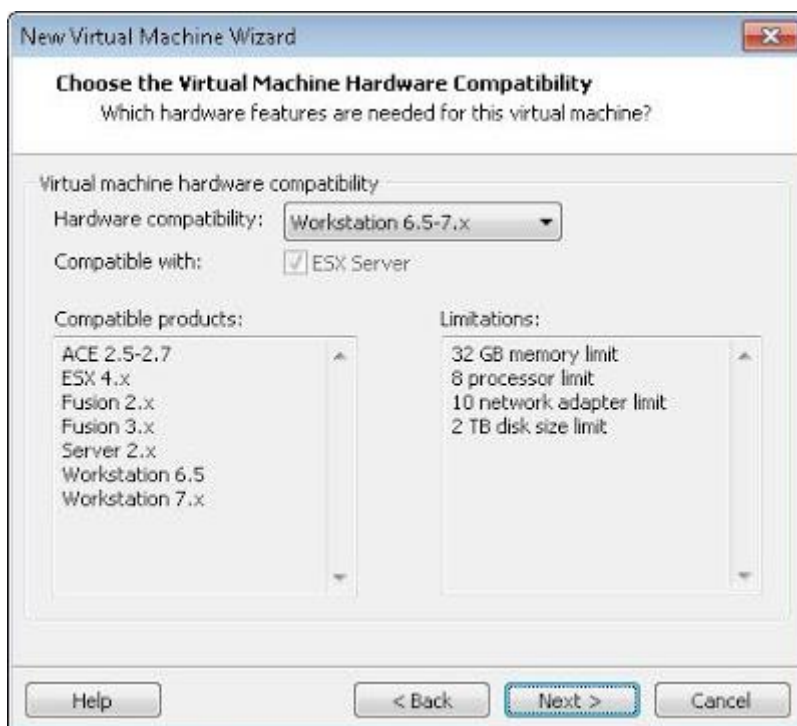 New Virtual Machine Wizard
Choose the Virtual Machine Hardware Compatibility
Which hardware features are needed for this virtual machine?
Virtual machine hardware compatibility
Hardware compatibility: Workstation 6.5-7.x
Compatible with: ESX Server
Compatible products:
ACE 2.5-2.7
ESX 4.x
Fusion 2.x
Fusion 3.x
Server 2.x
Workstation 6.5
Workstation 7.x
Limitations:
32 GB memory limit
8 processor limit
10 network adapter limit
2 TB disk size limit
Help < Back Next > Cancel